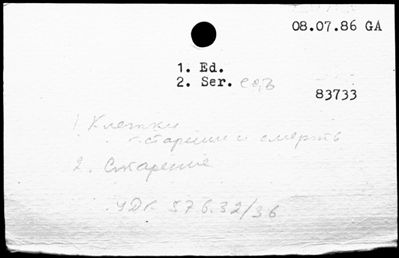 08.07.86 GA
1. Ed.
2. Ser.
83733
1. Клетки
старение и смерть
2. Старение
УДК 576.32/36